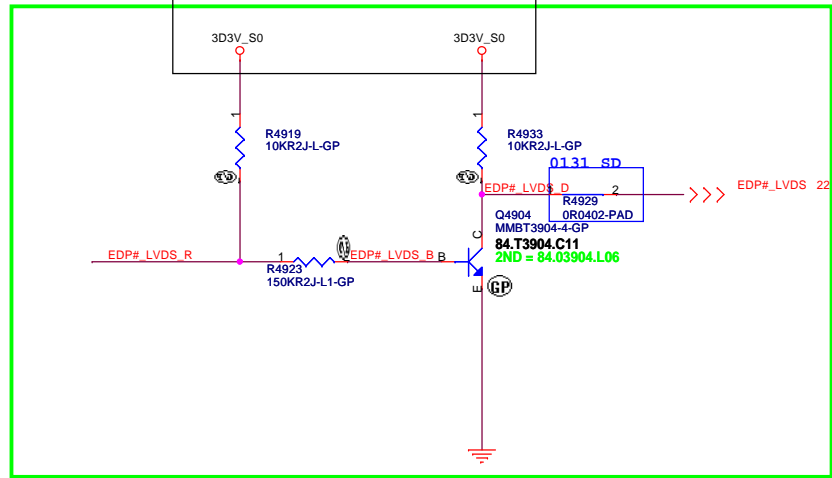 3D3V_S0
3D3V_S0
1
R4919
10KR2J-L-GP
1
R4933
10KR2J-L-GP
0131 SD
EDP#_LVDS_D
2
EDP#_LVDS 22
R4929
0R0402-PAD
Q4904
MMBT3904-4-GP
84.T3904.C11
2ND = 84.03904.L06
C
EDP#_LVDS_R
1
EDP#_LVDS_B
B
R4923
150KR2J-L1-GP
E
GP